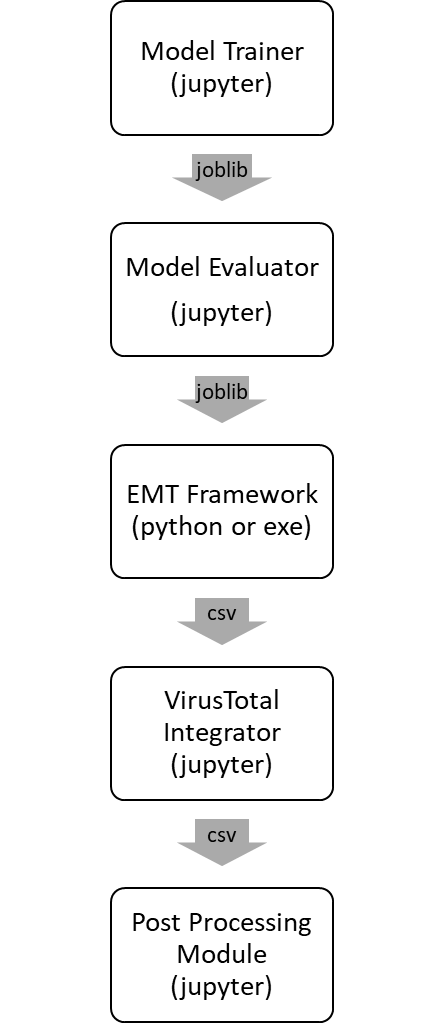 Model Trainer
(jupyter)
joblib
Model Evaluator
(jupyter)
joblib
EMT Framework
(python or exe)
csv
VirusTotal
Integrator
(jupyter)
csv
Post Processing
Module
(jupyter)